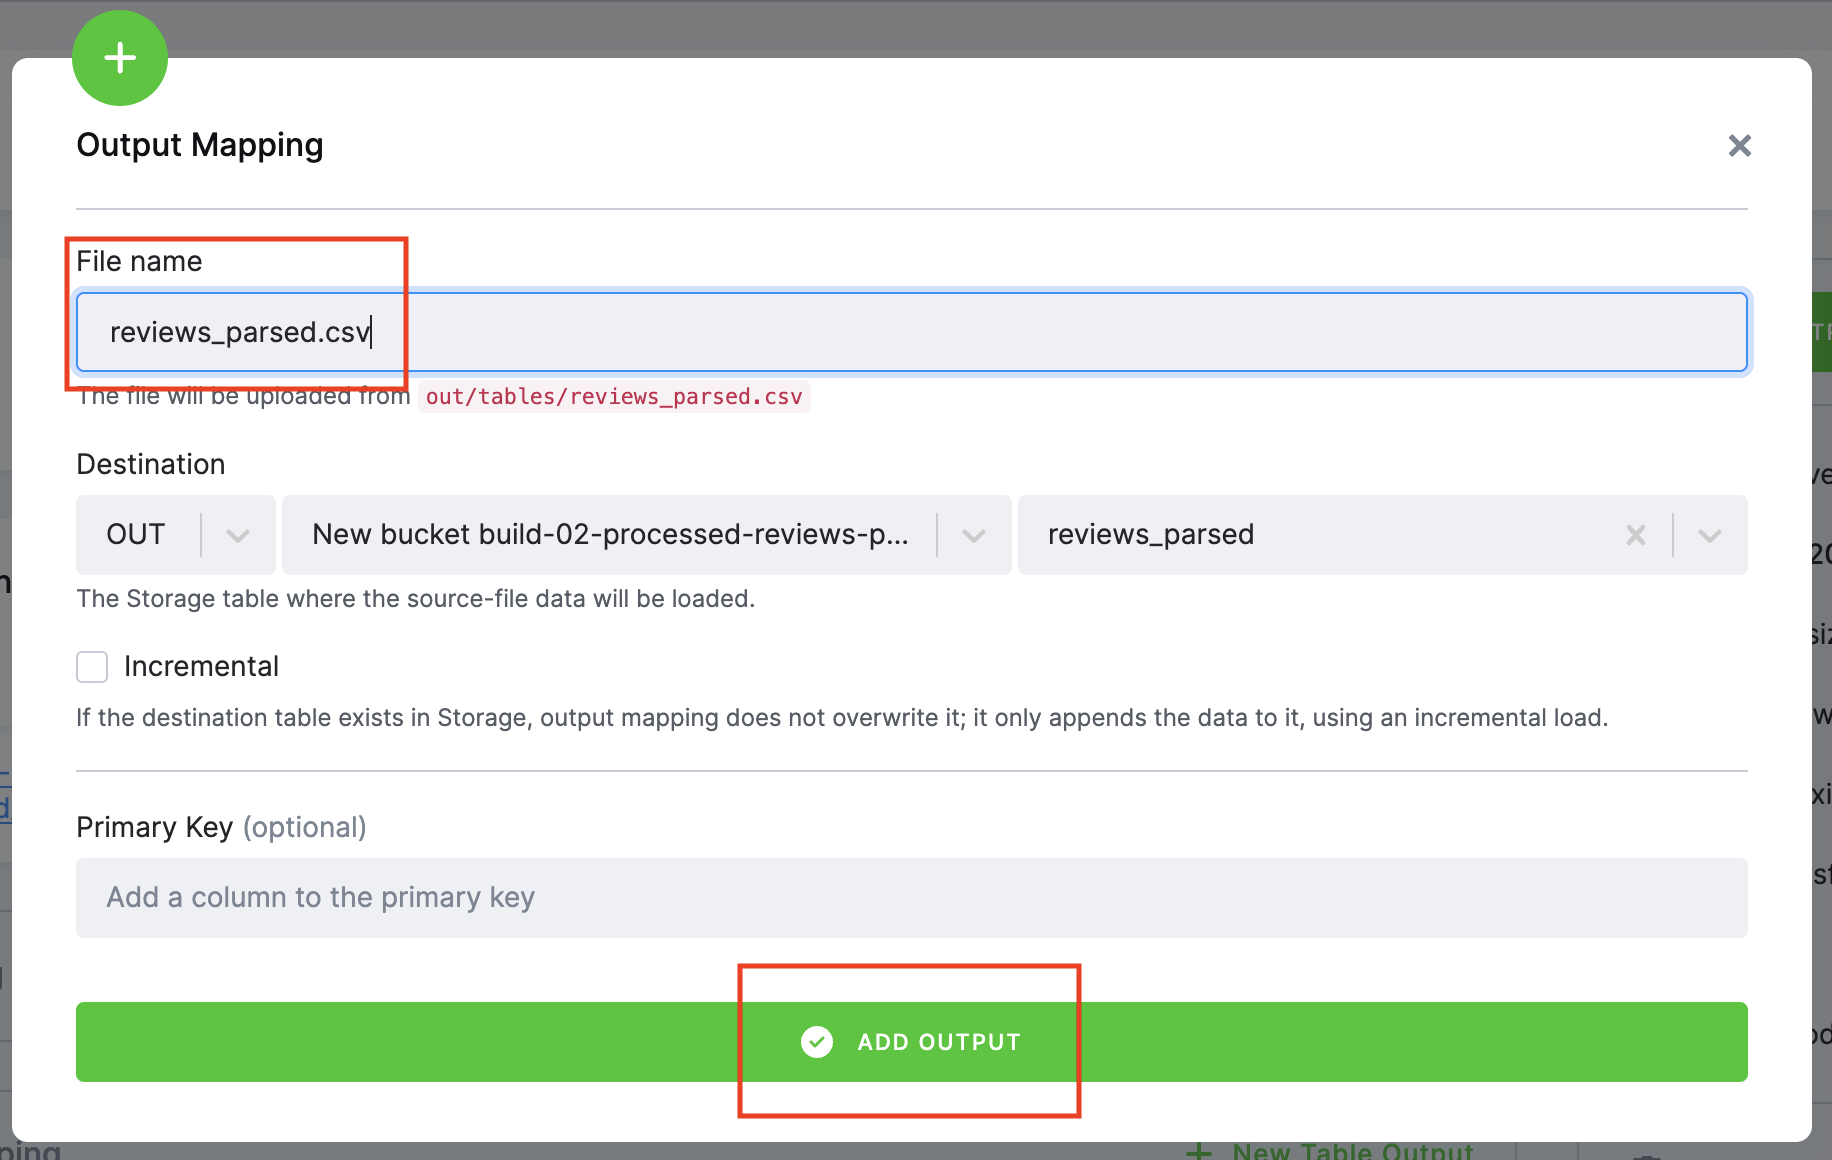 Output Mapping
File name
reviews_parsed.csv
The file will be uploaded from out/tables/reviews_parsed.csv
Destination
OUT New bucket build-02-processed-reviews-p... reviews_parsed
The Storage table where the source-file data will be loaded.
Incremental
If the destination table exists in Storage, output mapping does not overwrite it; it only appends the data to it, using an incremental load.
Primary Key (optional)
Add a column to the primary key
ADD OUTPUT
New Table Output